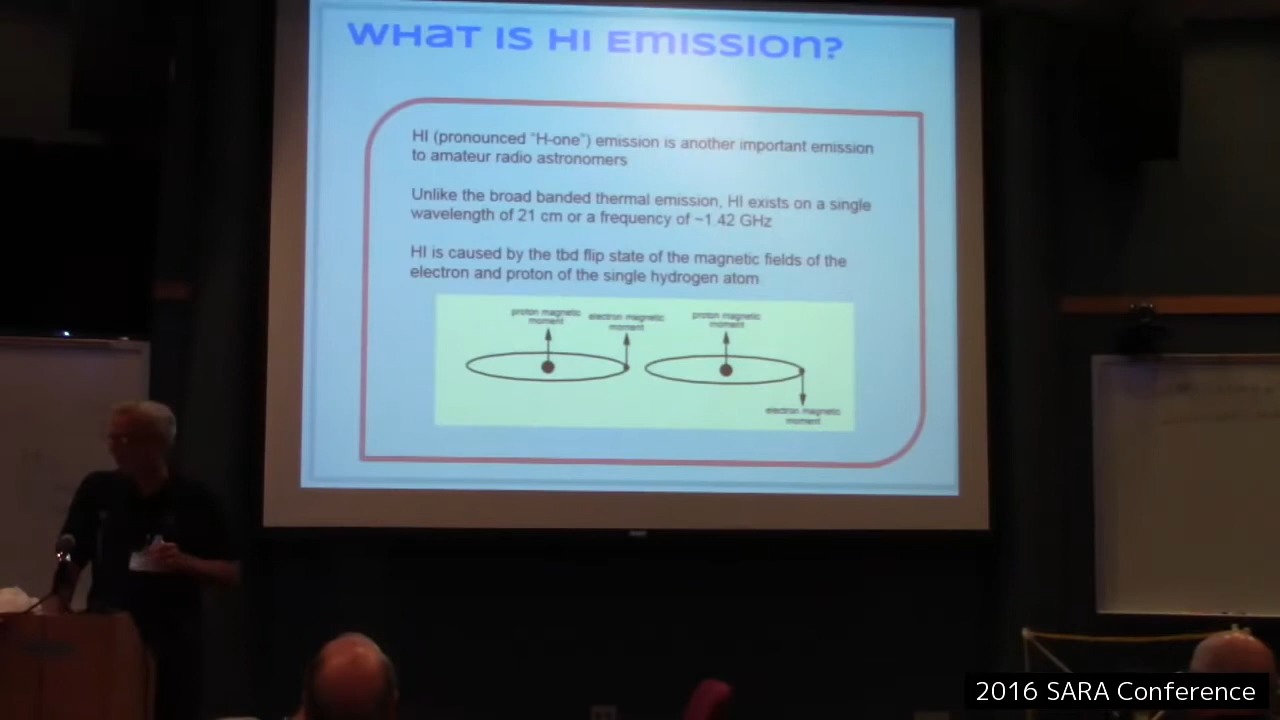 WHAT IS HI EMISSION?
HI (pronounced "H-one") emission is another important emission
to amateur radio astronomers
Unlike the broad banded thermal emission, HI exists on a single
wavelength of 21 cm or a frequency of ~1.42 GHz
HI is caused by the tbd flip state of the magnetic fields of the
electron and proton of the single hydrogen atom
proton magnetic
moment
electron magnetic
moment
proton magnetic
moment
electron magnetic
moment
2016 SARA Conference